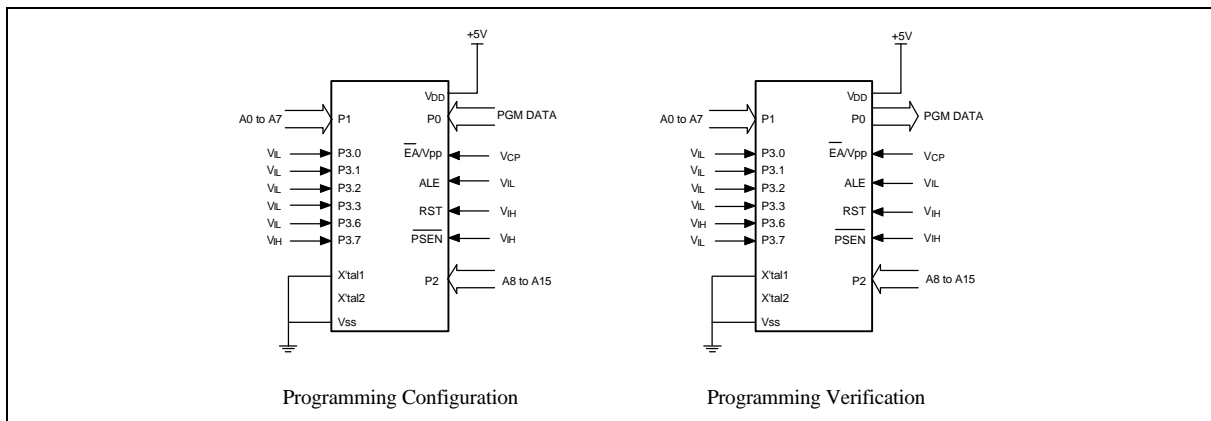 +5V
VDD
A0 to A7 P1 P0 PGM DATA
VIL P3.0 EA/Vpp VCP
VIL P3.1
VIL P3.2 ALE VIL
VIL P3.3 RST VIH
VIL P3.6
VIH P3.7 PSEN VIH
X'tal1 P2 A8 to A15
X'tal2
Vss
Programming Configuration
+5V
VDD
A0 to A7 P1 P0 PGM DATA
VIL P3.0 EA/Vpp VCP
VIL P3.1
VIL P3.2 ALE VIL
VIL P3.3 RST VIH
VIH P3.6
VIL P3.7 PSEN VIH
X'tal1 P2 A8 to A15
X'tal2
Vss
Programming Verification